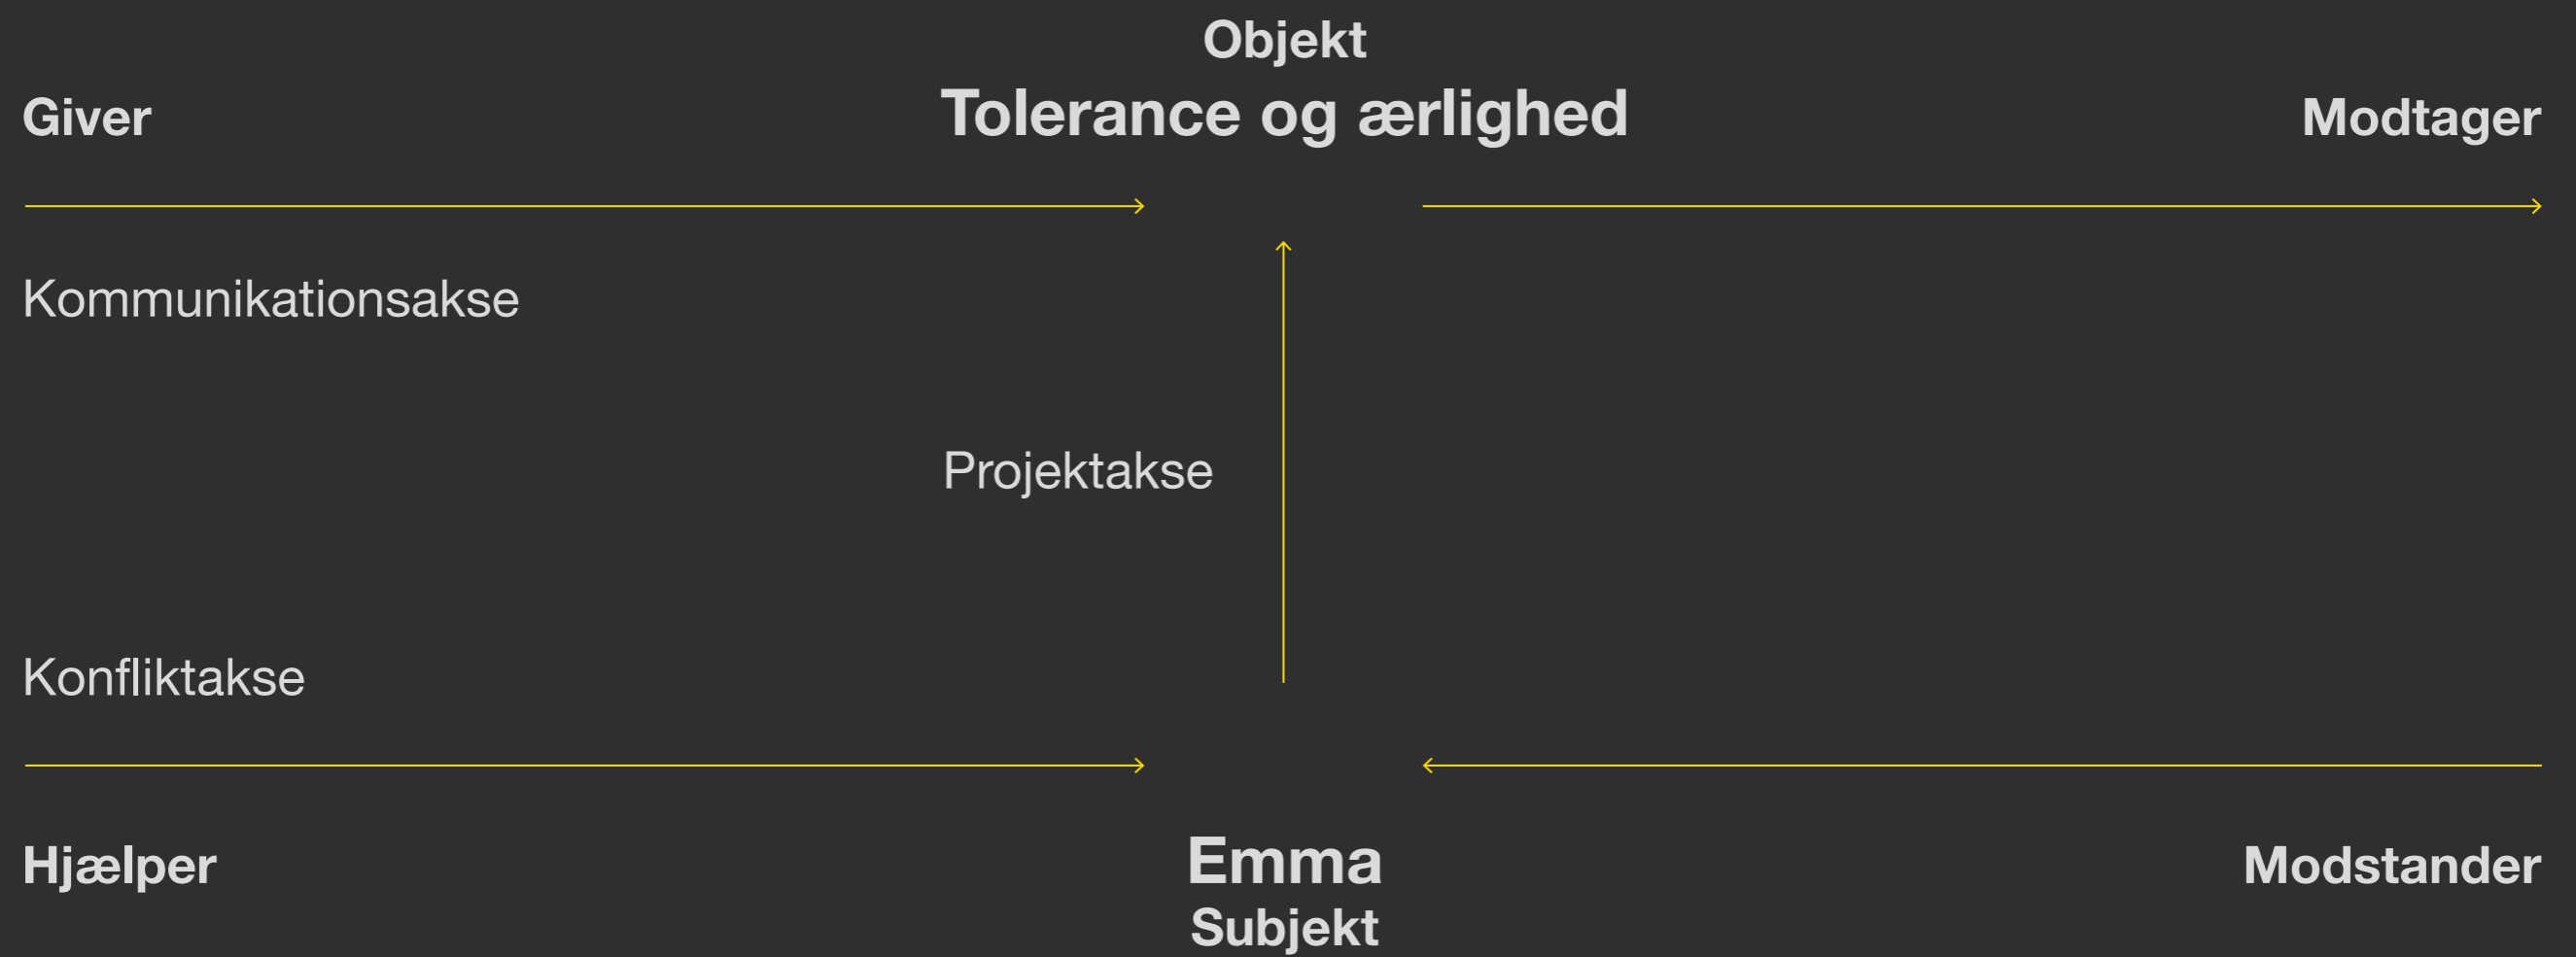 Objekt
Giver
Tolerance og ærlighed
Modtager
Kommunikationsakse
Projektakse
Konfliktakse
Hjælper
Emma
Modstander
Subjekt